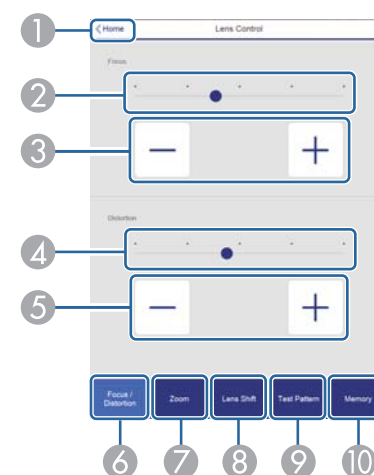 1
< Home
Lens Control
Focus
2
3
−
+
Distortion
4
5
−
+
Focus /
Distortion
Zoom
Lens Shift
Test Pattern
Memory
6
7
8
9
10